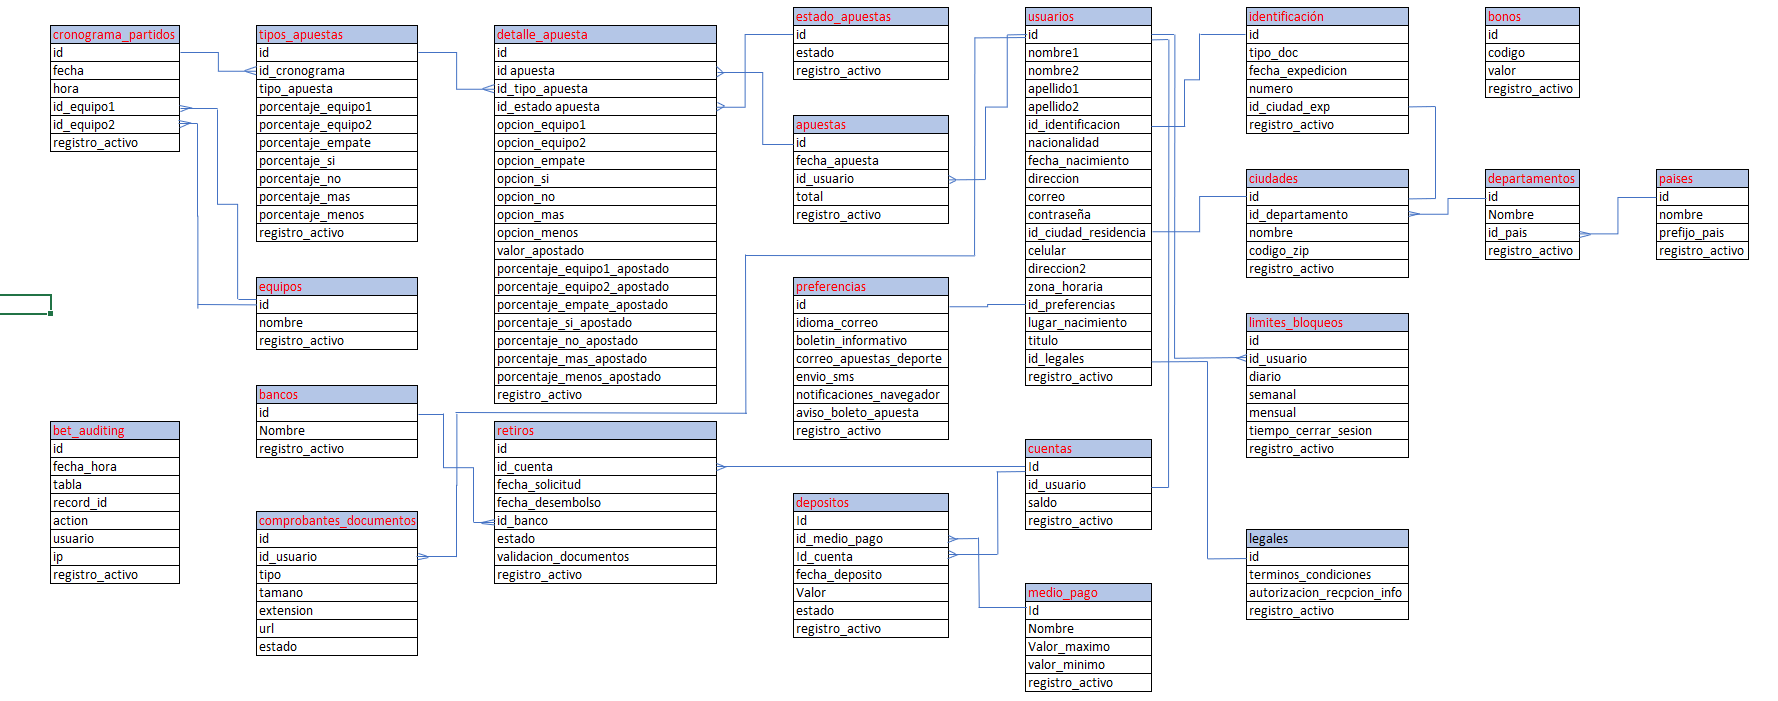 cronograma_partidos
id
fecha
hora
id_equipo1
id_equipo2
registro_activo
tipos_apuestas
id
id_cronograma
tipo_apuesta
porcentaje_equipo1
porcentaje_equipo2
porcentaje_empate
porcentaje_si
porcentaje_no
porcentaje_mas
porcentaje_menos
registro_activo
detalle_apuesta
id
id apuesta
id_tipo_apuesta
id_estado apuesta
opcion_equipo1
opcion_equipo2
opcion_empate
opcion_si
opcion_no
opcion_mas
opcion_menos
valor_apostado
porcentaje_equipo1_apostado
porcentaje_equipo2_apostado
porcentaje_empate_apostado
porcentaje_si_apostado
porcentaje_no_apostado
porcentaje_mas_apostado
porcentaje_menos_apostado
registro_activo
estado_apuestas
id
estado
registro_activo
apuestas
id
fecha_apuesta
id_usuario
total
registro_activo
usuarios
id
nombre1
nombre2
apellido1
apellido2
id_identificacion
nacionalidad
fecha_nacimiento
direccion
correo
contraseña
id_ciudad_residencia
celular
direccion2
zona_horaria
id_preferencias
lugar_nacimiento
titulo
id_legales
registro_activo
identificación
id
tipo_doc
fecha_expedicion
numero
id_ciudad_exp
registro_activo
bonos
id
codigo
valor
registro_activo
ciudades
id
id_departamento
nombre
codigo_zip
registro_activo
departamentos
id
Nombre
id_pais
registro_activo
paises
id
nombre
prefijo_pais
registro_activo
equipos
id
nombre
registro_activo
preferencias
id
idioma_correo
boletin_informativo
correo_apuestas_deporte
envio_sms
notificaciones_navegador
aviso_boleto_apuesta
registro_activo
limites_bloqueos
id
id_usuario
diario
semanal
mensual
tiempo_cerrar_sesion
registro_activo
bancos
id
Nombre
registro_activo
bet_auditing
id
fecha_hora
tabla
record_id
action
usuario
ip
registro_activo
retiros
id
id_cuenta
fecha_solicitud
fecha_desembolso
id_banco
estado
validacion_documentos
registro_activo
cuentas
Id
id_usuario
saldo
registro_activo
comprobantes_documentos
id
id_usuario
tipo
tamano
extension
url
estado
depositos
Id
id_medio_pago
Id_cuenta
fecha_deposito
Valor
estado
registro_activo
medio_pago
Id
Nombre
Valor_maximo
valor_minimo
registro_activo
legales
id
terminos_condiciones
autorizacion_recpcion_info
registro_activo